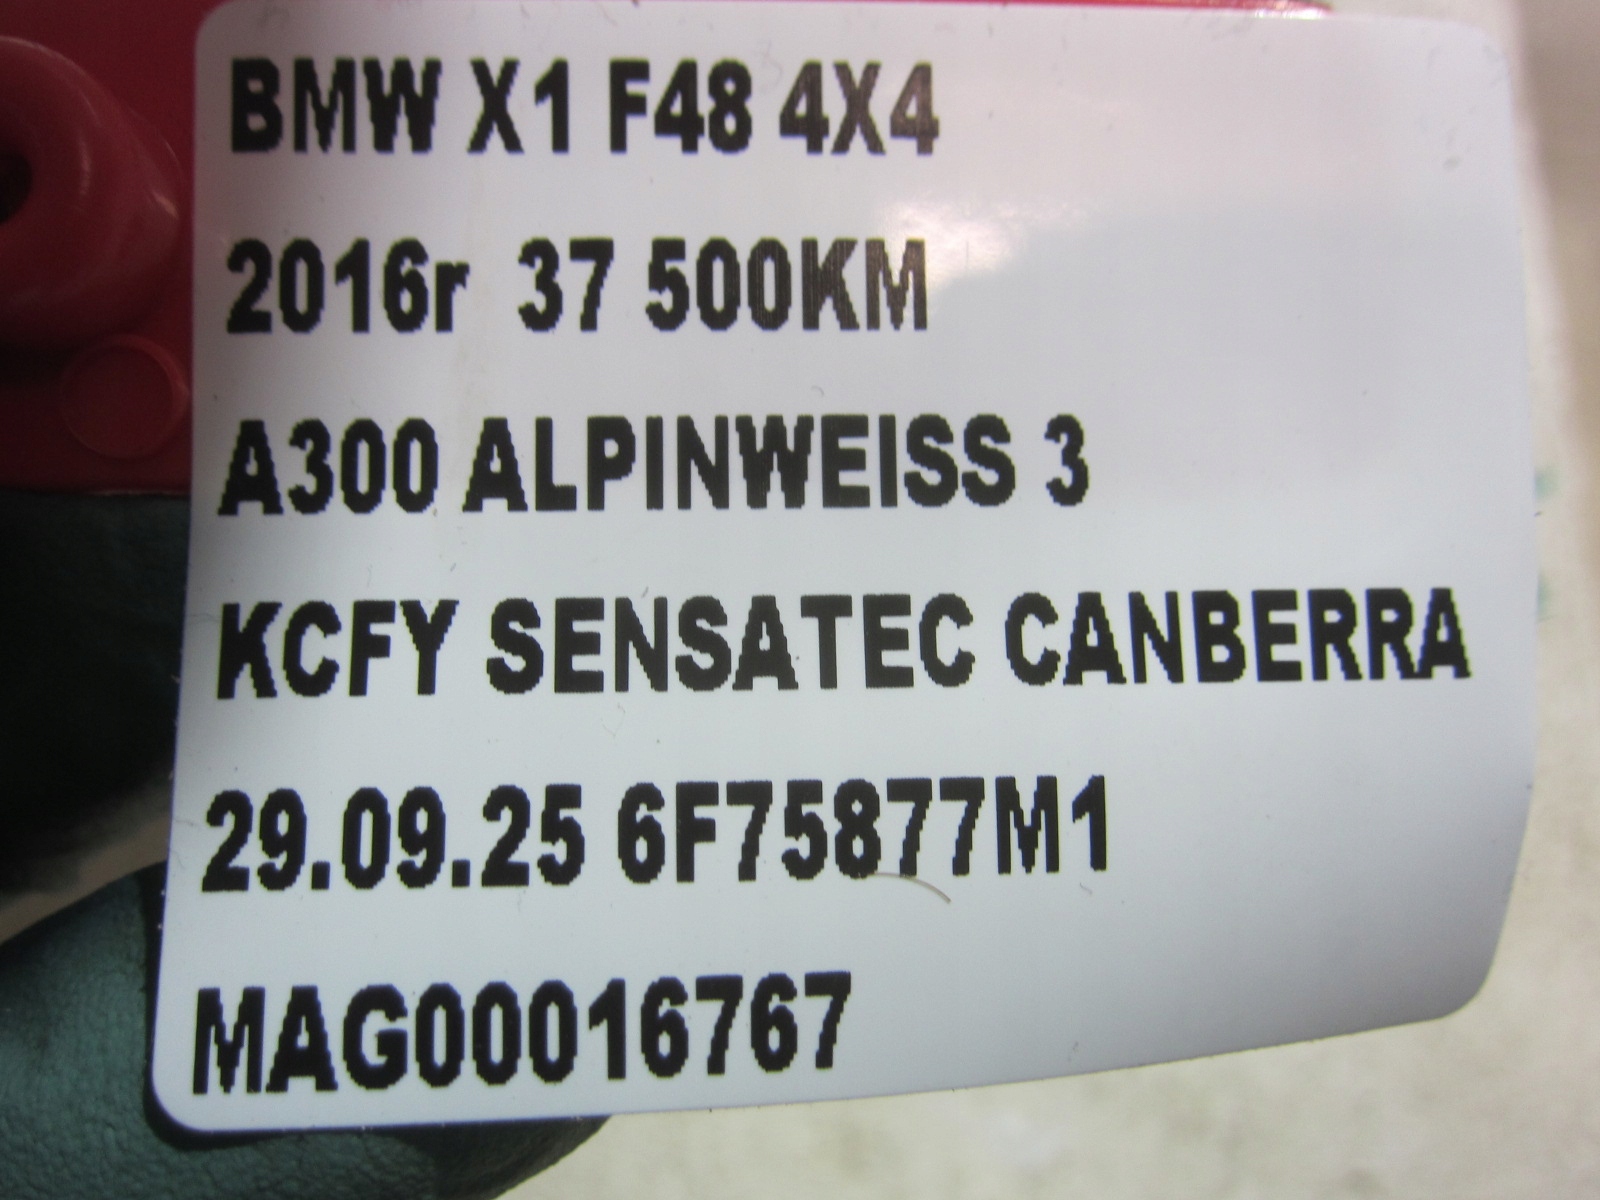 BMW X1 F48 4X4
2016r 37 500KM
A300 ALPINWEISS 3
KCFY SENSATEC CANBERRA
29.09.25 6F75877M1
MAG00016767